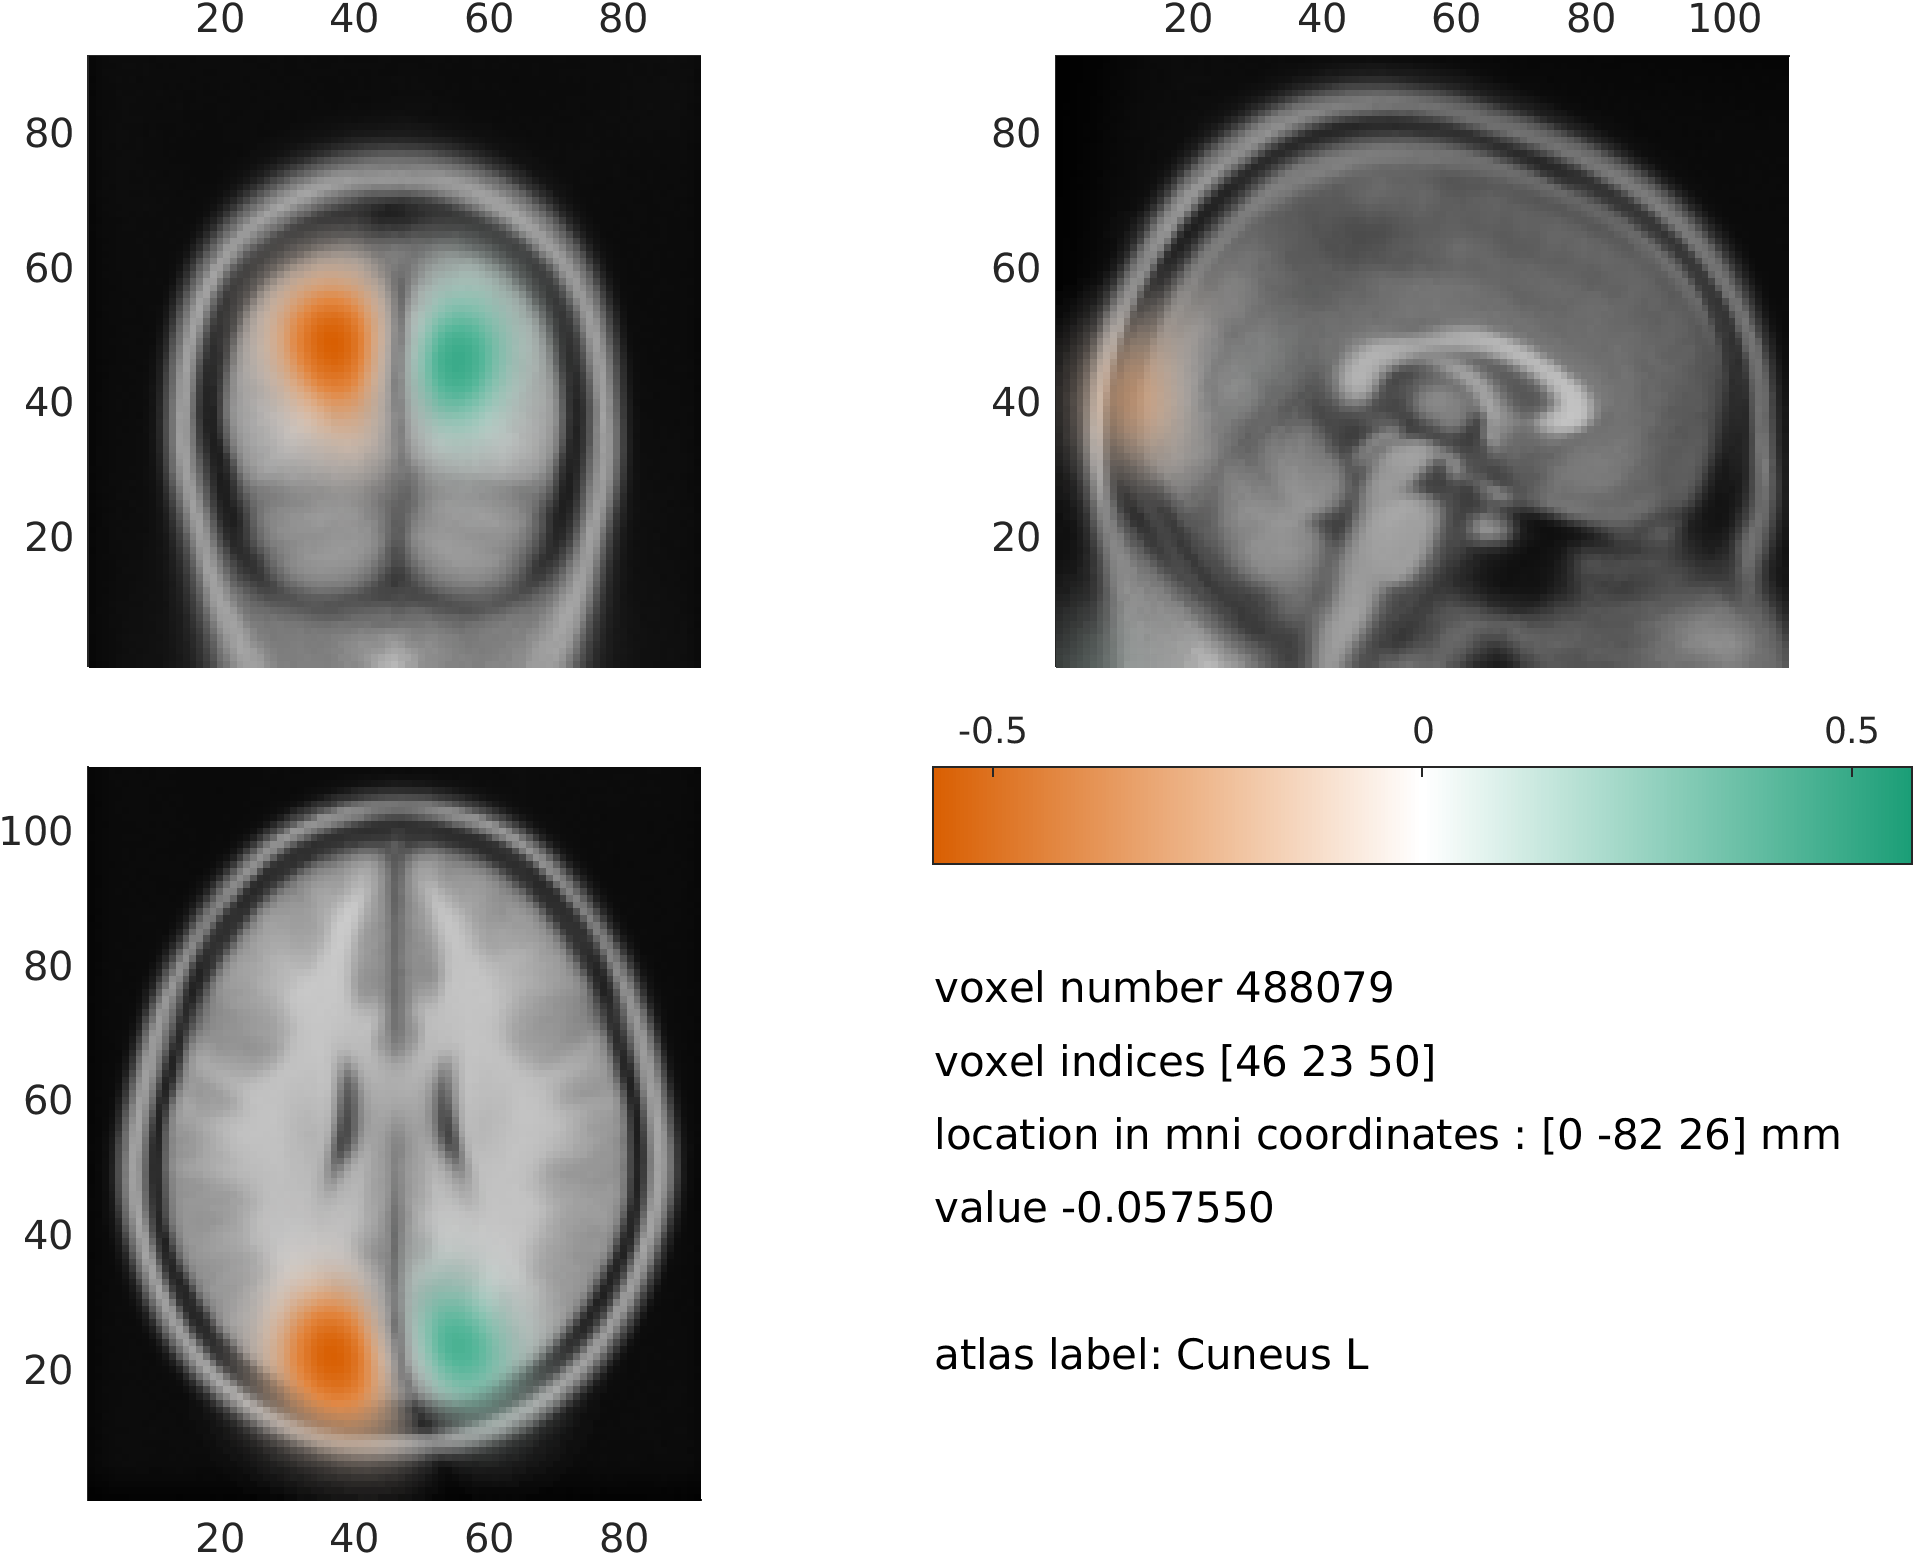 20 40 60 80
80
60
40
20
20 40 60 80 100
80
60
40
20
-0.5 0 0.5
100
80
60
40
20
20 40 60 80
voxel number 488079
voxel indices [46 23 50]
location in mni coordinates : [0 -82 26] mm
value -0.057550
atlas label: Cuneus L